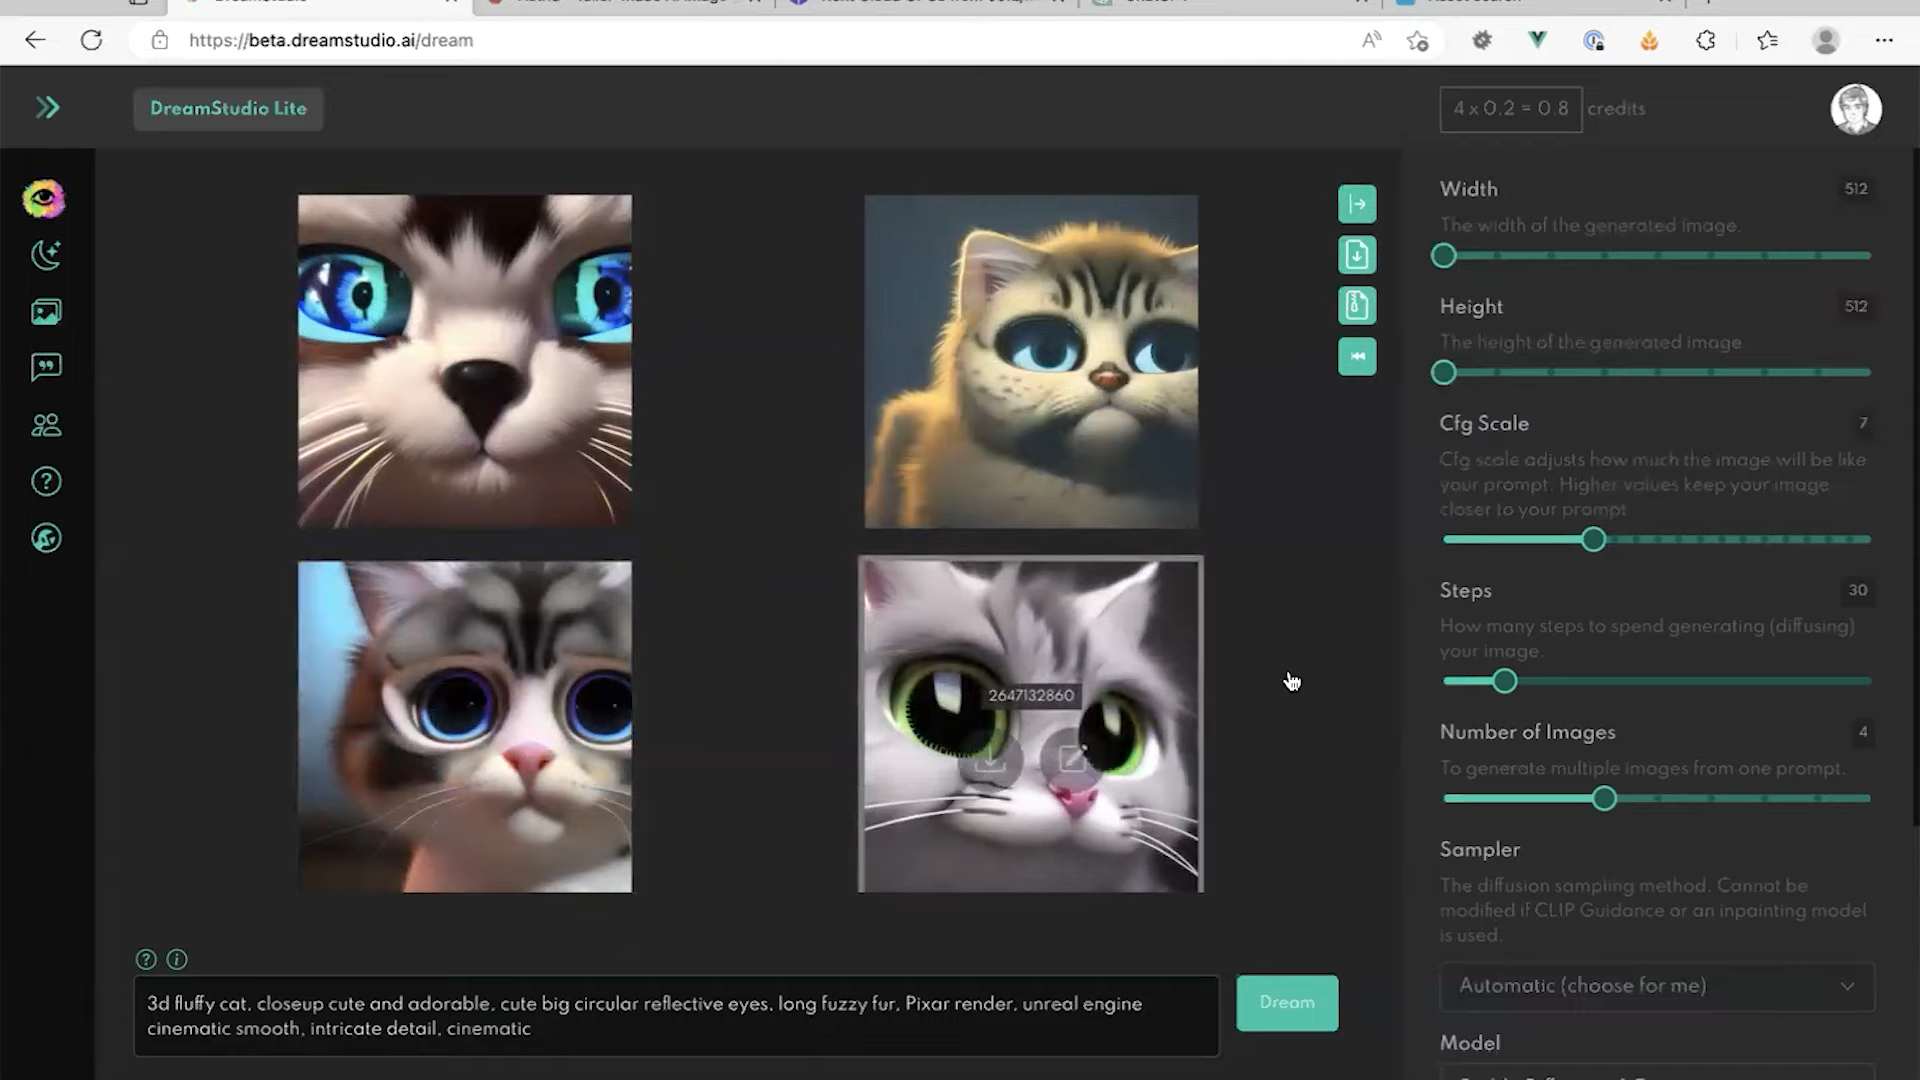 https://beta.dreamstudio.ai/dream
DreamStudio Lite
4 x 0.2 = 0.8 credits
Width 512
The width of the generated image.
Height 512
The height of the generated image.
Cfg Scale 7
Cfg scale adjusts how much the image will be like
your prompt. Higher values keep your image
closer to your prompt
Steps 30
How many steps to spend generating (diffusing)
your image.
2647132860
Number of Images 4
To generate multiple images from one prompt.
Sampler
The diffusion sampling method. Cannot be
modified if CLIP Guidance or an inpainting model
is used.
Automatic (choose for me)
Model
3d fluffy cat, closeup cute and adorable, cute big circular reflective eyes, long fuzzy fur, Pixar render, unreal engine
cinematic smooth, intricate detail, cinematic
Dream